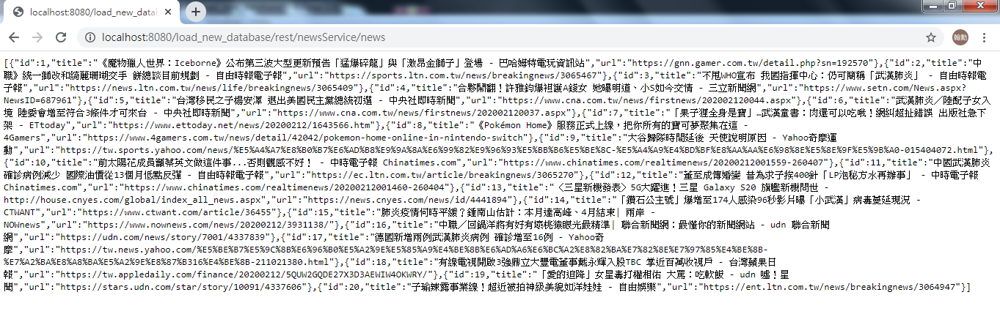 localhost:8080/load_new_datab
localhost:8080/load_new_database/rest/newsService/news
翰勳
[{"id":1,"title":"《魔物獵人世界：Iceborne》公布第三波大型更新預告「猛爆碎龍」與「激昂金獅子」登場 - 巴哈姆特電玩資訊站","url":"https://gnn.gamer.com.tw/detail.php?sn=192570"},{"id":2,"title":"中
職》統一獅改和綺麗珊瑚交手 餅總談目前規劃 - 自由時報電子報","url":"https://sports.ltn.com.tw/news/breakingnews/3065467"},{"id":3,"title":"不甩WHO宣布 我國指揮中心：仍可簡稱「武漢肺炎」 - 自由時報電
子報","url":"https://news.ltn.com.tw/news/life/breakingnews/3065409"},{"id":4,"title":"合夥鬧翻！許雅鈞爆袒護A錢女 她曝明道、小S如今交情 - 三立新聞網","url":"https://www.setn.com/News.aspx?
NewsID=687961"},{"id":5,"title":"台灣移民之子楊安澤 退出美國民主黨總統初選 - 中央社即時新聞","url":"https://www.cna.com.tw/news/firstnews/202002120044.aspx"},{"id":6,"title":"武漢肺炎／陸配子女入
境 陸委會增至符合3條件才可來台 - 中央社即時新聞","url":"https://www.cna.com.tw/news/firstnews/202002120037.aspx"},{"id":7,"title":"「果子狸全身是寶」…武漢童書：肉還可以吃哦！網糾超扯錯誤 出版社急下
架 - ETtoday","url":"https://www.ettoday.net/news/20200212/1643566.htm"},{"id":8,"title":"《Pokémon Home》服務正式上線，把你所有的寶可夢聚集在這 -
4Gamers","url":"https://www.4gamers.com.tw/news/detail/42042/pokemon-home-online-in-nintendo-switch"},{"id":9,"title":"大谷歸隊時間延後 天使說明原因 - Yahoo奇摩運
動","url":"https://tw.sports.yahoo.com/news/%E5%A4%A7%E8%B0%B7%E6%AD%B8%E9%9A%8A%E6%99%82%E9%96%93%E5%BB%B6%E5%BE%8C-%E5%A4%A9%E4%BD%BF%E8%AA%AA%E6%98%8E%E5%8E%9F%E5%9B%A0-015404072.html"},
{"id":10,"title":"前太陽花成員籲蔡英文做這件事...否則觀感不好！ - 中時電子報 Chinatimes.com","url":"https://www.chinatimes.com/realtimenews/20200212001559-260407"},{"id":11,"title":"中國武漢肺炎
確診病例減少 國際油價從13個月低點反彈 - 自由時報電子報","url":"https://ec.ltn.com.tw/article/breakingnews/3065270"},{"id":12,"title":"董至成傳婚變 昔為求子挨400針「LP泡秘方水再辦事」 - 中時電子報
Chinatimes.com","url":"https://www.chinatimes.com/realtimenews/20200212001460-260404"},{"id":13,"title":"〈三星新機發表〉5G大躍進！三星 Galaxy S20 旗艦新機問世 -
http://house.cnyes.com/global/index_all_news.aspx","url":"https://news.cnyes.com/news/id/4441894"},{"id":14,"title":"「鑽石公主號」爆增至174人感染96秒影片曝「小武漢」病毒蔓延現況 -
CTWANT","url":"https://www.ctwant.com/article/36455"},{"id":15,"title":"肺炎疫情何時平緩？鍾南山估計：本月達高峰、4月結束| 兩岸 -
NOWnews","url":"https://www.nownews.com/news/20200212/3931138/"},{"id":16,"title":"中職／回鍋洋將有好有壞桃猿眼光最精準| 聯合新聞網：最懂你的新聞網站 - udn 聯合新聞
網","url":"https://udn.com/news/story/7001/4337839"},{"id":17,"title":"德國新增兩例武漢肺炎病例 確診增至16例 - Yahoo奇
摩","url":"https://tw.news.yahoo.com/%E5%BE%B7%E5%9C%8B%E6%96%B0%E5%A2%9E%E5%85%A9%E4%BE%8B%E6%AD%A6%E6%BC%A2%E8%82%BA%E7%82%8E%E7%97%85%E4%BE%8B-
%E7%A2%BA%E8%A8%BA%E5%A2%9E%E8%87%B316%E4%BE%8B-211021380.html"},{"id":18,"title":"有線電視開啟3強鼎立大豐電董事戴永輝入股TBC 掌近百萬收視戶 - 台灣蘋果日
報","url":"https://tw.appledaily.com/finance/20200212/5QUW2GQDE27X3D3AEWIW4OKWRY/"},{"id":19,"title":"「愛的迫降」女星毒打權相佑 大罵：吃軟飯 - udn 噓！星
聞","url":"https://stars.udn.com/star/story/10091/4337606"},{"id":20,"title":"子瑜辣露事業線！超近被拍神級美貌如洋娃娃 - 自由娛樂","url":"https://ent.ltn.com.tw/news/breakingnews/3064947"}]